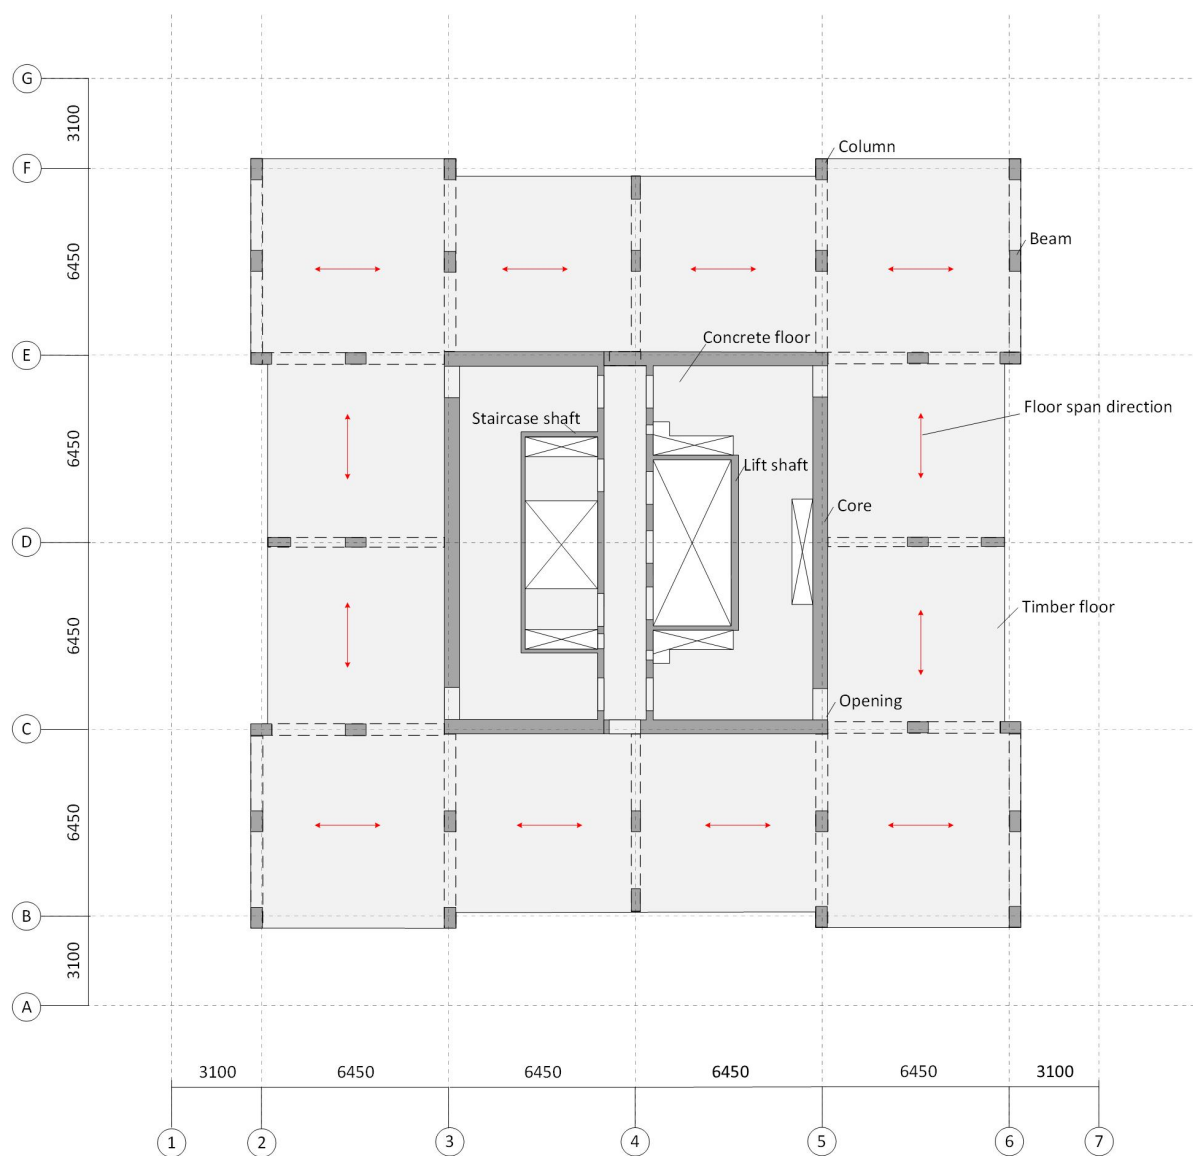 G
3100
F
Column
6450
Beam
E
Concrete floor
Floor span direction
Staircase shaft
6450
Lift shaft
Core
D
Timber floor
6450
Opening
C
6450
B
3100
A
3100
6450
6450
6450
6450
3100
1
2
3
4
5
6
7